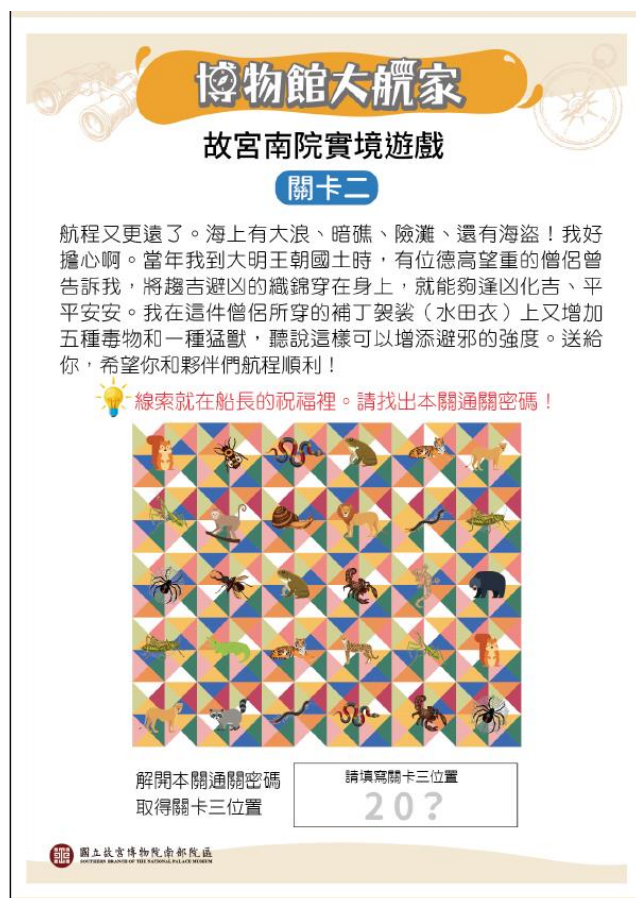 博物館大航家
故宮南院實境遊戲
關卡二
航程又更遠了。海上有大浪、暗礁、險灘、還有海盜！我好
擔心啊。當年我到大明王朝國土時，有位德高望重的僧侶曾
告訴我，將趨吉避凶的織錦穿在身上，就能夠逢凶化吉、平
平安安。我在這件僧侶所穿的補丁袈裟（水田衣）上又增加
五種毒物和一種猛獸，聽說這樣可以增添避邪的強度。送給
你，希望你和夥伴們航程順利！
線索就在船長的祝福裡。請找出本關通關密碼！
解開本關通關密碼
取得關卡三位置
請填寫關卡三位置
20?
國立故宮博物院南部院區
SOUTHERN BRANCH OF THE NATIONAL PALACE MUSEUM